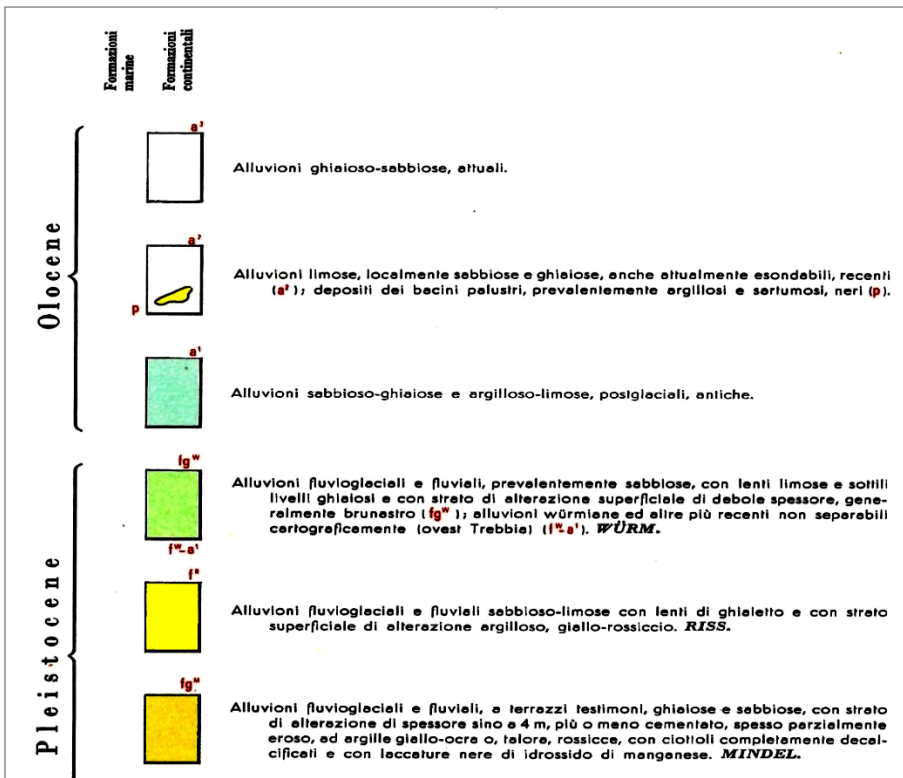 Formazioni marine
Formazioni continentali
Olocene
a³
Alluvioni ghiaioso-sabbiose, attuali.
a²
p
Alluvioni limose, localmente sabbiose e ghiaiose, anche attualmente esondabili, recenti
(a²); depositi dei bacini palustri, prevalentemente argillosi e sartumosi, neri (p).
a¹
Alluvioni sabbioso-ghiaiose e argilloso-limose, postglaciali, antiche.
Pleistocene
fgᵂ
fᵂ-a¹
Alluvioni fluvioglaciali e fluviali, prevalentemente sabbiose, con lenti limose e sottili
livelli ghiaiosi e con strato di alterazione superficiale di debole spessore, gene-
ralmente brunastro (fgᵂ); alluvioni würmiane ed altre più recenti non separabili
cartograficamente (ovest Trebbia) (fᵂ-a¹). WÜRM.
fᴿ
Alluvioni fluvioglaciali e fluviali sabbioso-limose con lenti di ghiaietto e con strato
superficiale di alterazione argilloso, giallo-rossiccio. RISS.
fgᴹ
Alluvioni fluvioglaciali e fluviali, a terrazzi testimoni, ghiaiose e sabbiose, con strato
di alterazione di spessore sino a 4 m, più o meno cementato, spesso parzialmente
eroso, ad argille giallo-ocra o, talora, rossicce, con ciottoli completamente decal-
cificati e con laccature nere di idrossido di manganese. MINDEL.